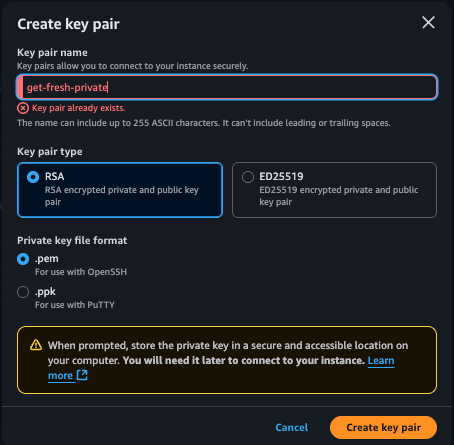 Create key pair
Key pair name
Key pairs allow you to connect to your instance securely.
get-fresh-private
Key pair already exists.
The name can include up to 255 ASCII characters. It can't include leading or trailing spaces.
Key pair type
RSA
RSA encrypted private and public key
pair
ED25519
ED25519 encrypted private and public
key pair
Private key file format
.pem
For use with OpenSSH
.ppk
For use with PuTTY
When prompted, store the private key in a secure and accessible location on
your computer. You will need it later to connect to your instance. Learn
more
Cancel
Create key pair